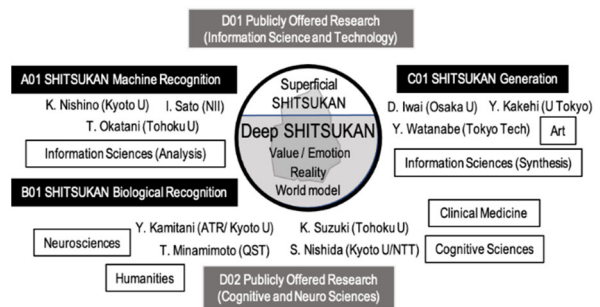 D01 Publicly Offered Research
(Information Science and Technology)
A01 SHITSUKAN Machine Recognition
K. Nishino (Kyoto U) I. Sato (NII)
T. Okatani (Tohoku U)
Information Sciences (Analysis)
Superficial
SHITSUKAN
Deep SHITSUKAN
Value / Emotion
Reality
World model
C01 SHITSUKAN Generation
D. Iwai (Osaka U) Y. Kakehi (U Tokyo)
Y. Watanabe (Tokyo Tech) Art
Information Sciences (Synthesis)
B01 SHITSUKAN Biological Recognition
Y. Kamitani (ATR/ Kyoto U) K. Suzuki (Tohoku U)
T. Minamimoto (QST) S. Nishida (Kyoto U/NTT)
Neurosciences
Humanities
Clinical Medicine
Cognitive Sciences
D02 Publicly Offered Research
(Cognitive and Neuro Sciences)